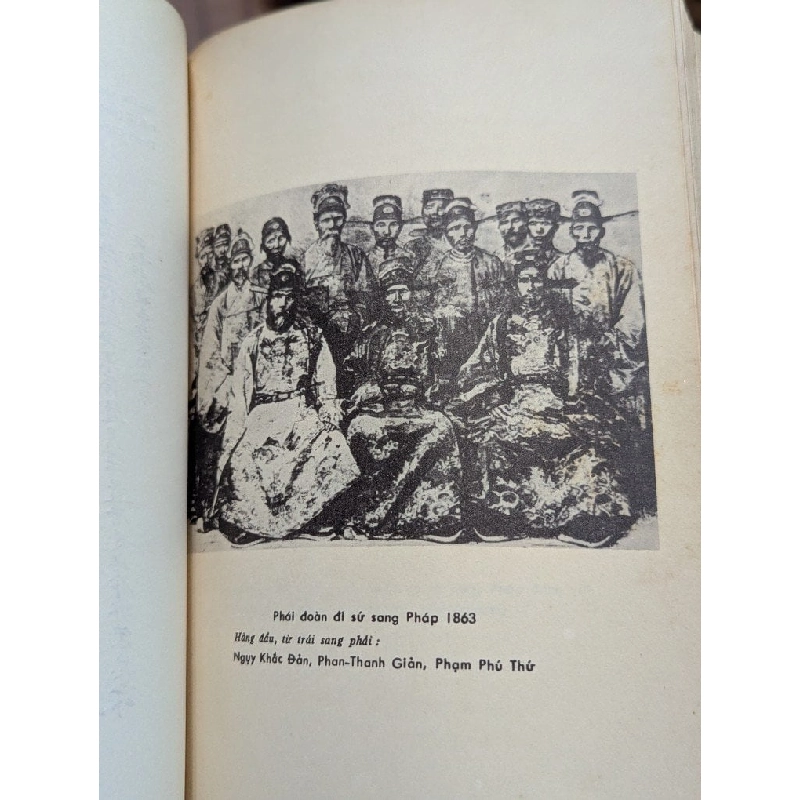 Phái đoàn đi sứ sang Pháp 1863
Hàng đầu, từ trái sang phải :
Ngụy Khắc Đản, Phan-Thanh Giản, Phạm Phú Thứ